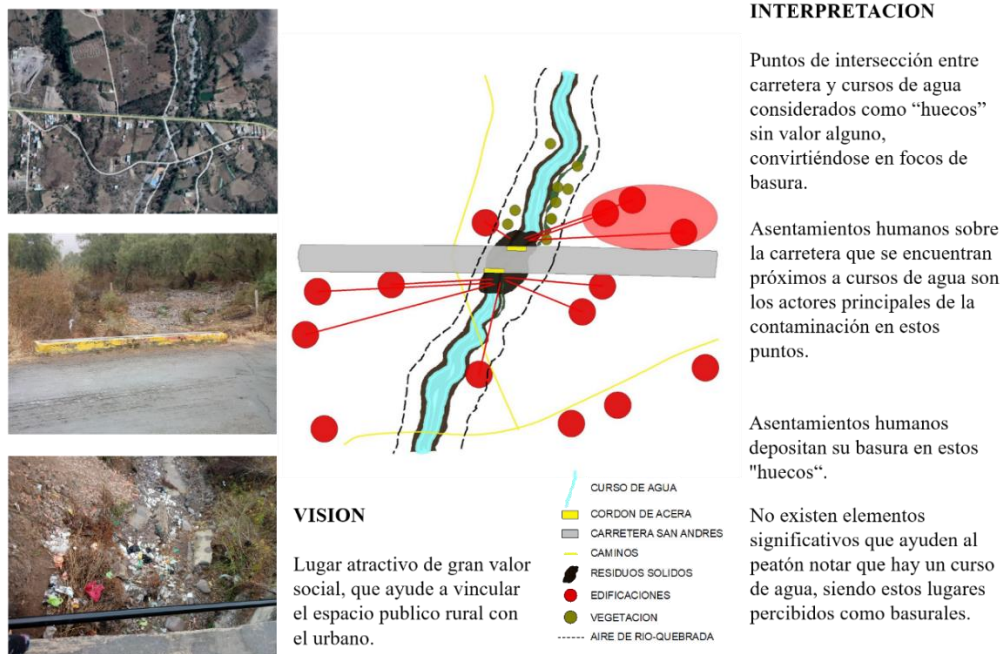 INTERPRETACION
Puntos de intersección entre
carretera y cursos de agua
considerados como “huecos”
sin valor alguno,
convirtiéndose en focos de
basura.
Asentamientos humanos sobre
la carretera que se encuentran
próximos a cursos de agua son
los actores principales de la
contaminación en estos
puntos.
Asentamientos humanos
depositan su basura en estos
"huecos“.
No existen elementos
significativos que ayuden al
peatón notar que hay un curso
de agua, siendo estos lugares
percibidos como basurales.
VISION
Lugar atractivo de gran valor
social, que ayude a vincular
el espacio publico rural con
el urbano.
CURSO DE AGUA
CORDON DE ACERA
CARRETERA SAN ANDRES
CAMINOS
RESIDUOS SOLIDOS
EDIFICACIONES
VEGETACION
AIRE DE RIO-QUEBRADA